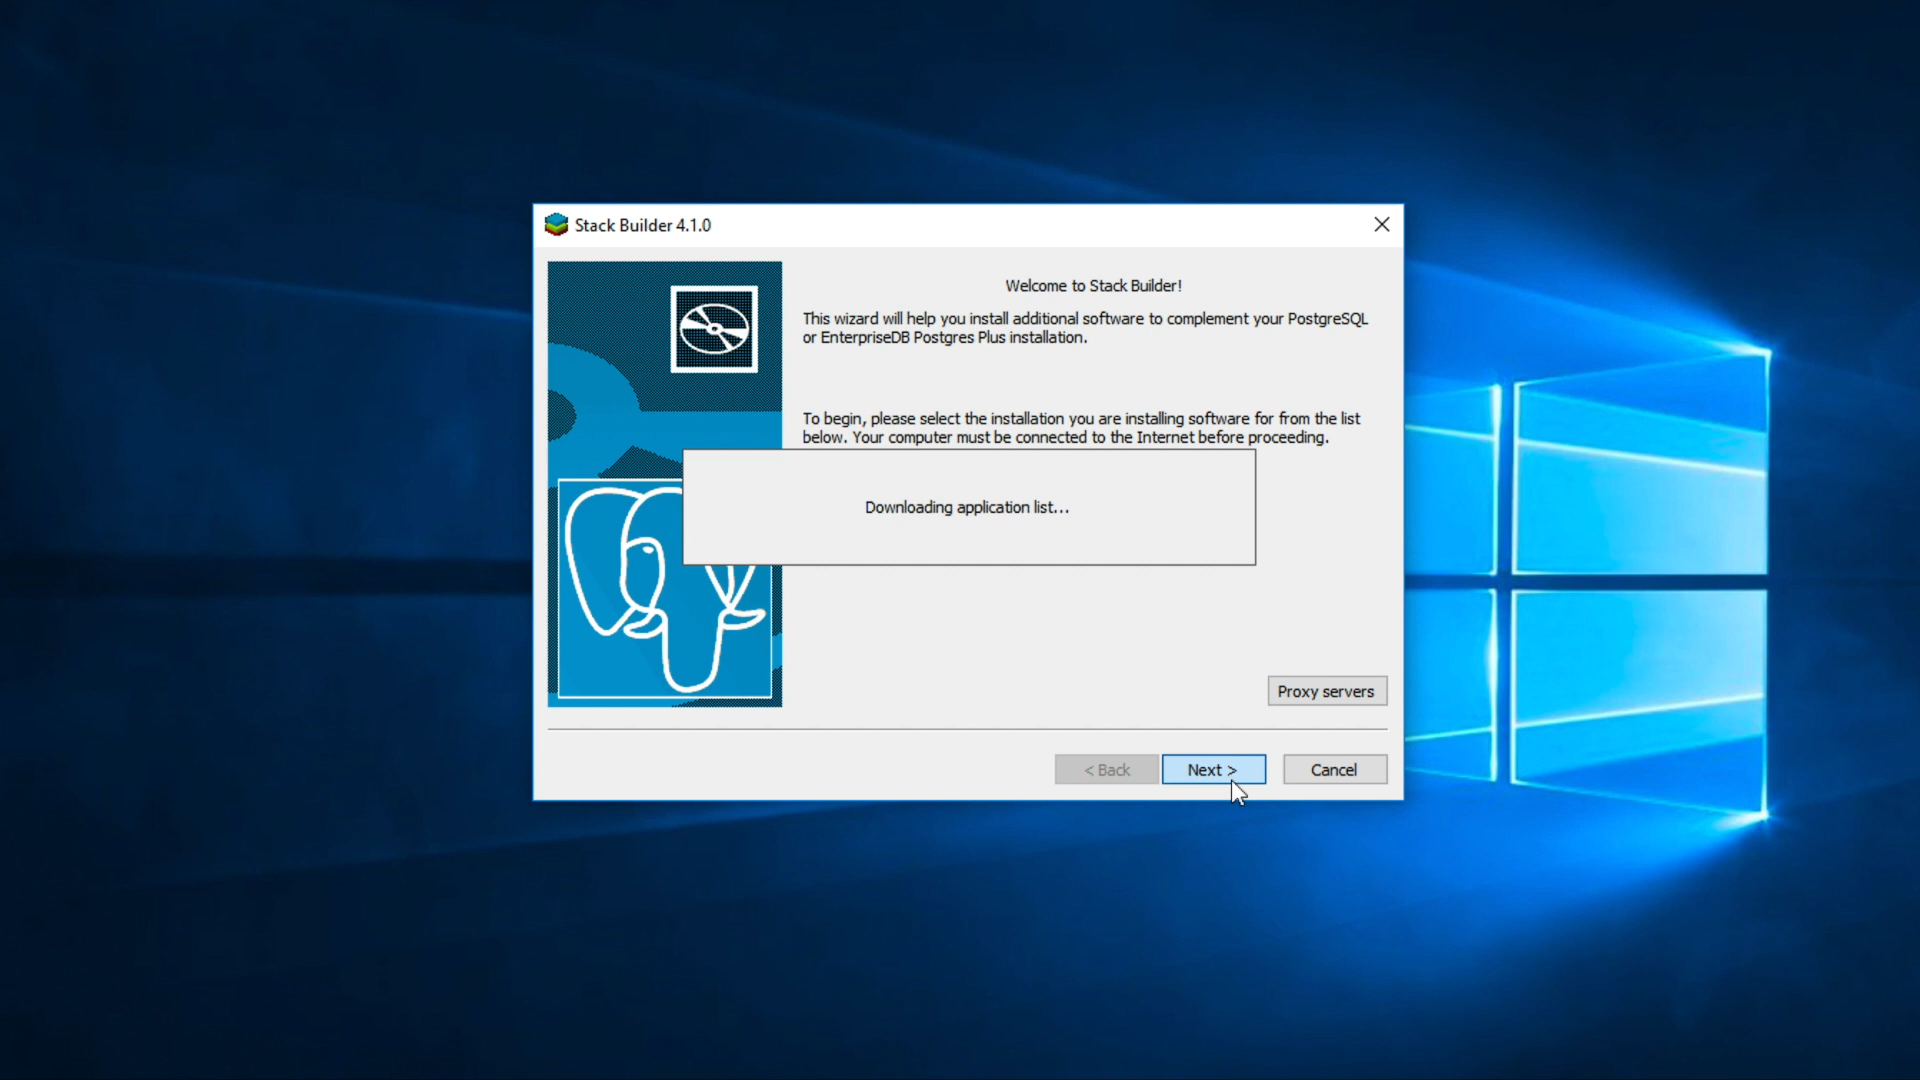 Stack Builder 4.1.0
Welcome to Stack Builder!
This wizard will help you install additional software to complement your PostgreSQL
or EnterpriseDB Postgres Plus installation.
To begin, please select the installation you are installing software for from the list
below. Your computer must be connected to the Internet before proceeding.
Downloading application list...
Proxy servers
< Back
Next >
Cancel